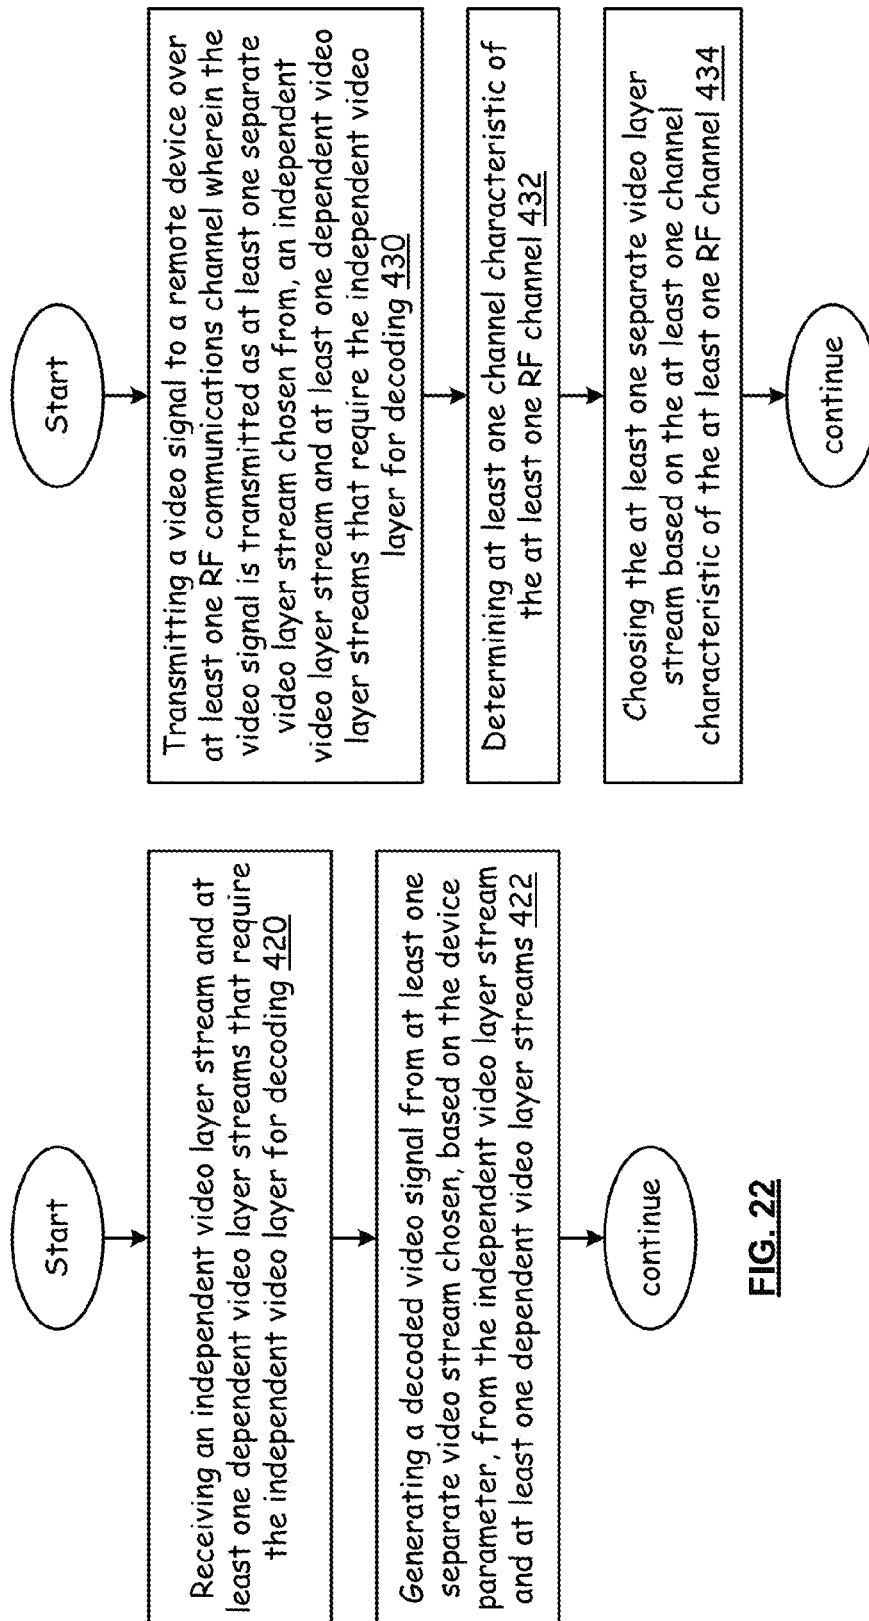 Start
Receiving an independent video layer stream and at
least one dependent video layer streams that require
the independent video layer for decoding 420
Generating a decoded video signal from at least one
separate video stream chosen, based on the device
parameter, from the independent video layer stream
and at least one dependent video layer streams 422
continue
FIG. 22
Start
Transmitting a video signal to a remote device over
at least one RF communications channel wherein the
video signal is transmitted as at least one separate
video layer stream chosen from, an independent
video layer stream and at least one dependent video
layer streams that require the independent video
layer for decoding 430
Determining at least one channel characteristic of
the at least one RF channel 432
Choosing the at least one separate video layer
stream based on the at least one channel
characteristic of the at least one RF channel 434
continue